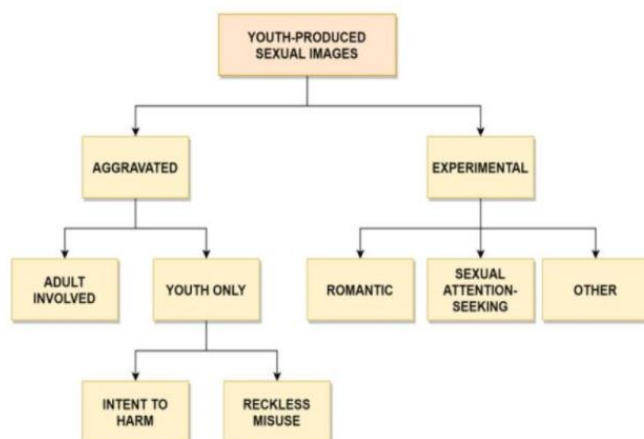 YOUTH-PRODUCED
SEXUAL IMAGES
AGGRAVATED
EXPERIMENTAL
ADULT
INVOLVED
YOUTH ONLY
ROMANTIC
SEXUAL
ATTENTION-
SEEKING
OTHER
INTENT TO
HARM
RECKLESS
MISUSE